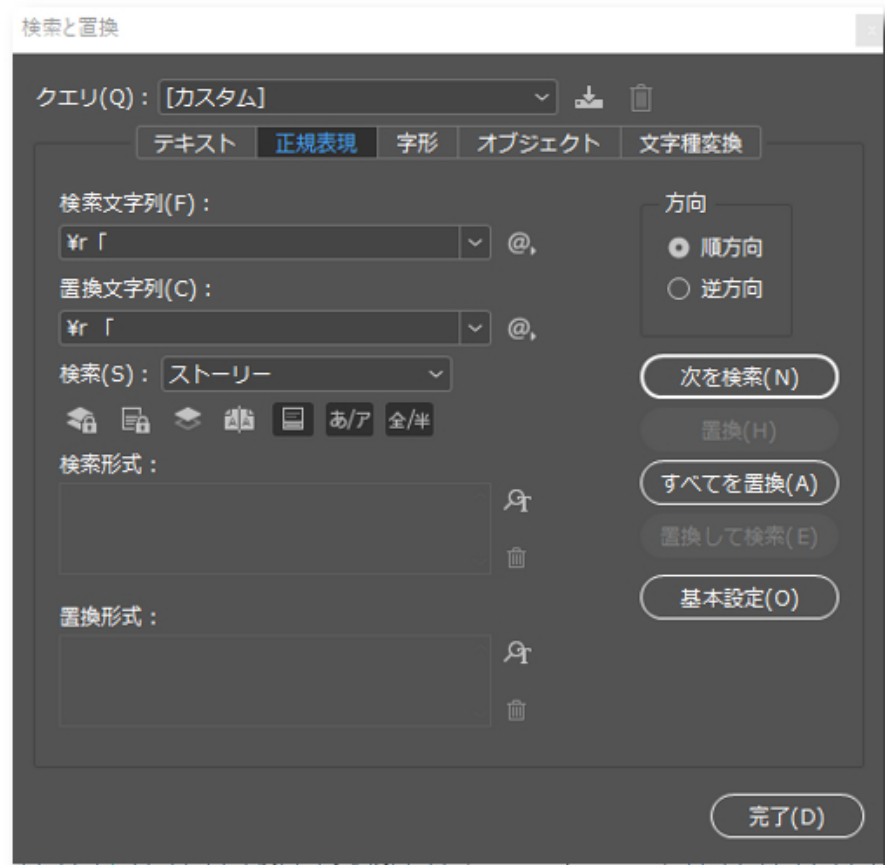 検索と置換
クエリ(Q)： [カスタム]
テキスト 正規表現 字形 オブジェクト 文字種変換
検索文字列(F)：
¥r「
置換文字列(C)：
¥r 「
検索(S)： ストーリー
あ/ア 全/半
検索形式：
置換形式：
方向
順方向
逆方向
次を検索(N)
置換(H)
すべてを置換(A)
置換して検索(E)
基本設定(O)
完了(D)